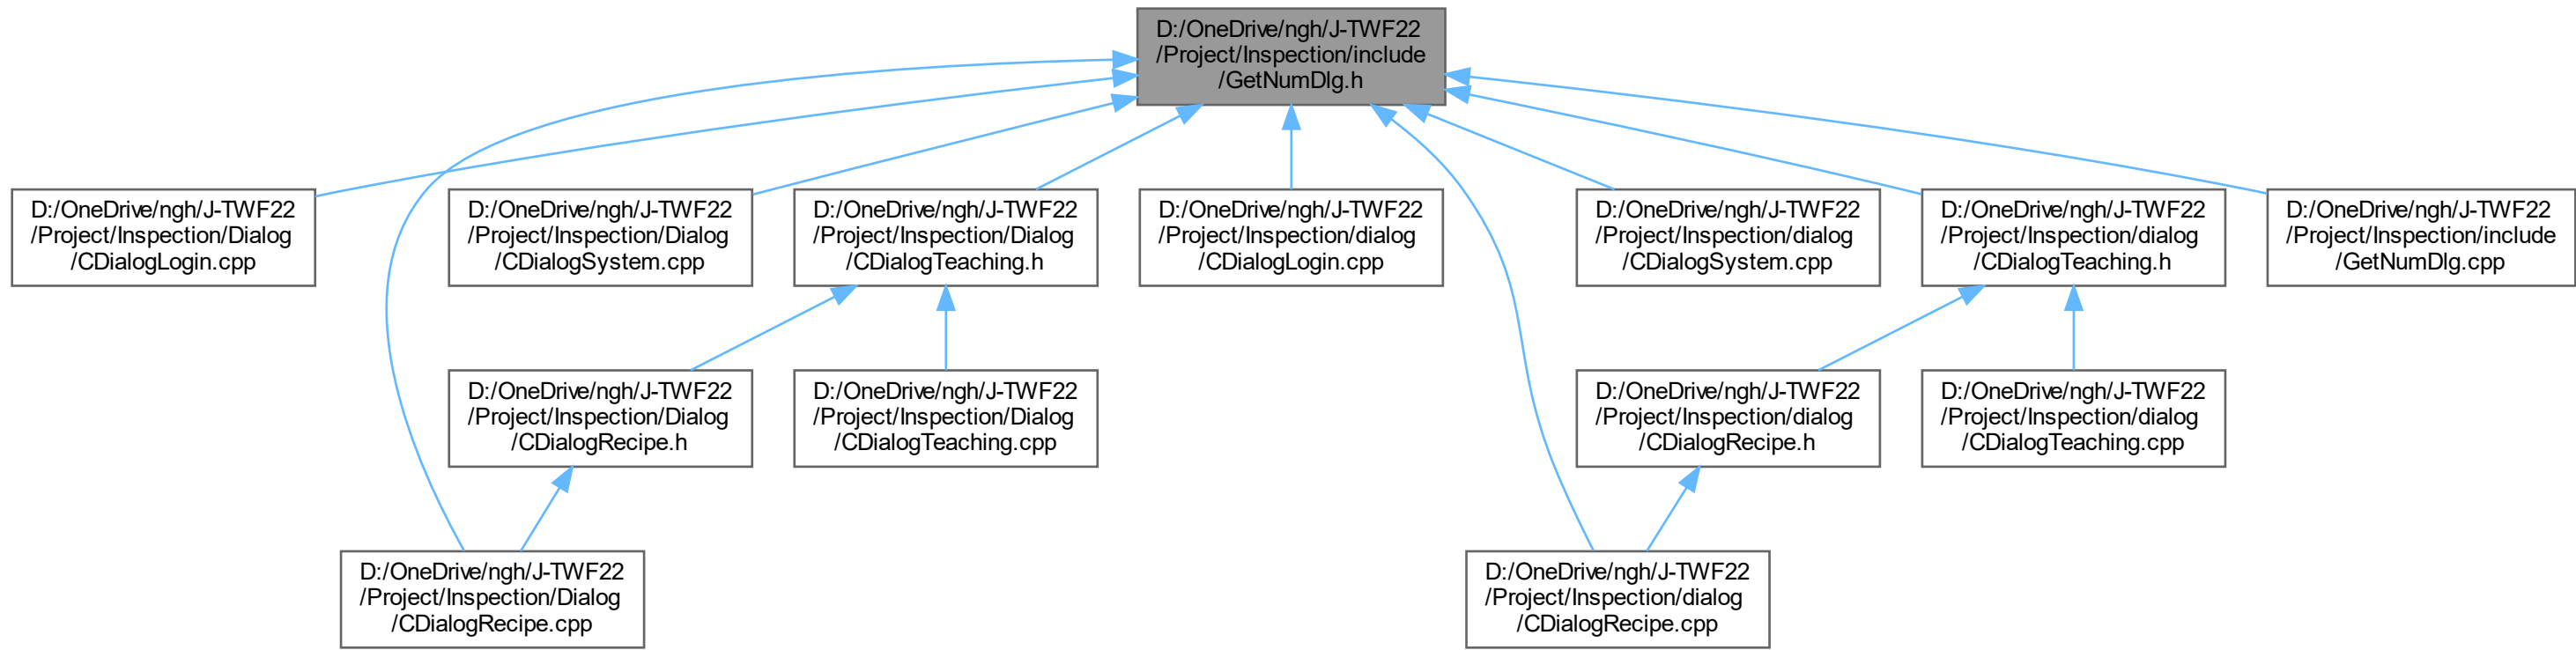 D:/OneDrive/ngh/J-TWF22
/Project/Inspection/include
/GetNumDlg.h
D:/OneDrive/ngh/J-TWF22
/Project/Inspection/Dialog
/CDialogLogin.cpp
D:/OneDrive/ngh/J-TWF22
/Project/Inspection/Dialog
/CDialogSystem.cpp
D:/OneDrive/ngh/J-TWF22
/Project/Inspection/Dialog
/CDialogTeaching.h
D:/OneDrive/ngh/J-TWF22
/Project/Inspection/dialog
/CDialogLogin.cpp
D:/OneDrive/ngh/J-TWF22
/Project/Inspection/dialog
/CDialogSystem.cpp
D:/OneDrive/ngh/J-TWF22
/Project/Inspection/dialog
/CDialogTeaching.h
D:/OneDrive/ngh/J-TWF22
/Project/Inspection/include
/GetNumDlg.cpp
D:/OneDrive/ngh/J-TWF22
/Project/Inspection/Dialog
/CDialogRecipe.h
D:/OneDrive/ngh/J-TWF22
/Project/Inspection/Dialog
/CDialogTeaching.cpp
D:/OneDrive/ngh/J-TWF22
/Project/Inspection/dialog
/CDialogRecipe.h
D:/OneDrive/ngh/J-TWF22
/Project/Inspection/dialog
/CDialogTeaching.cpp
D:/OneDrive/ngh/J-TWF22
/Project/Inspection/Dialog
/CDialogRecipe.cpp
D:/OneDrive/ngh/J-TWF22
/Project/Inspection/dialog
/CDialogRecipe.cpp